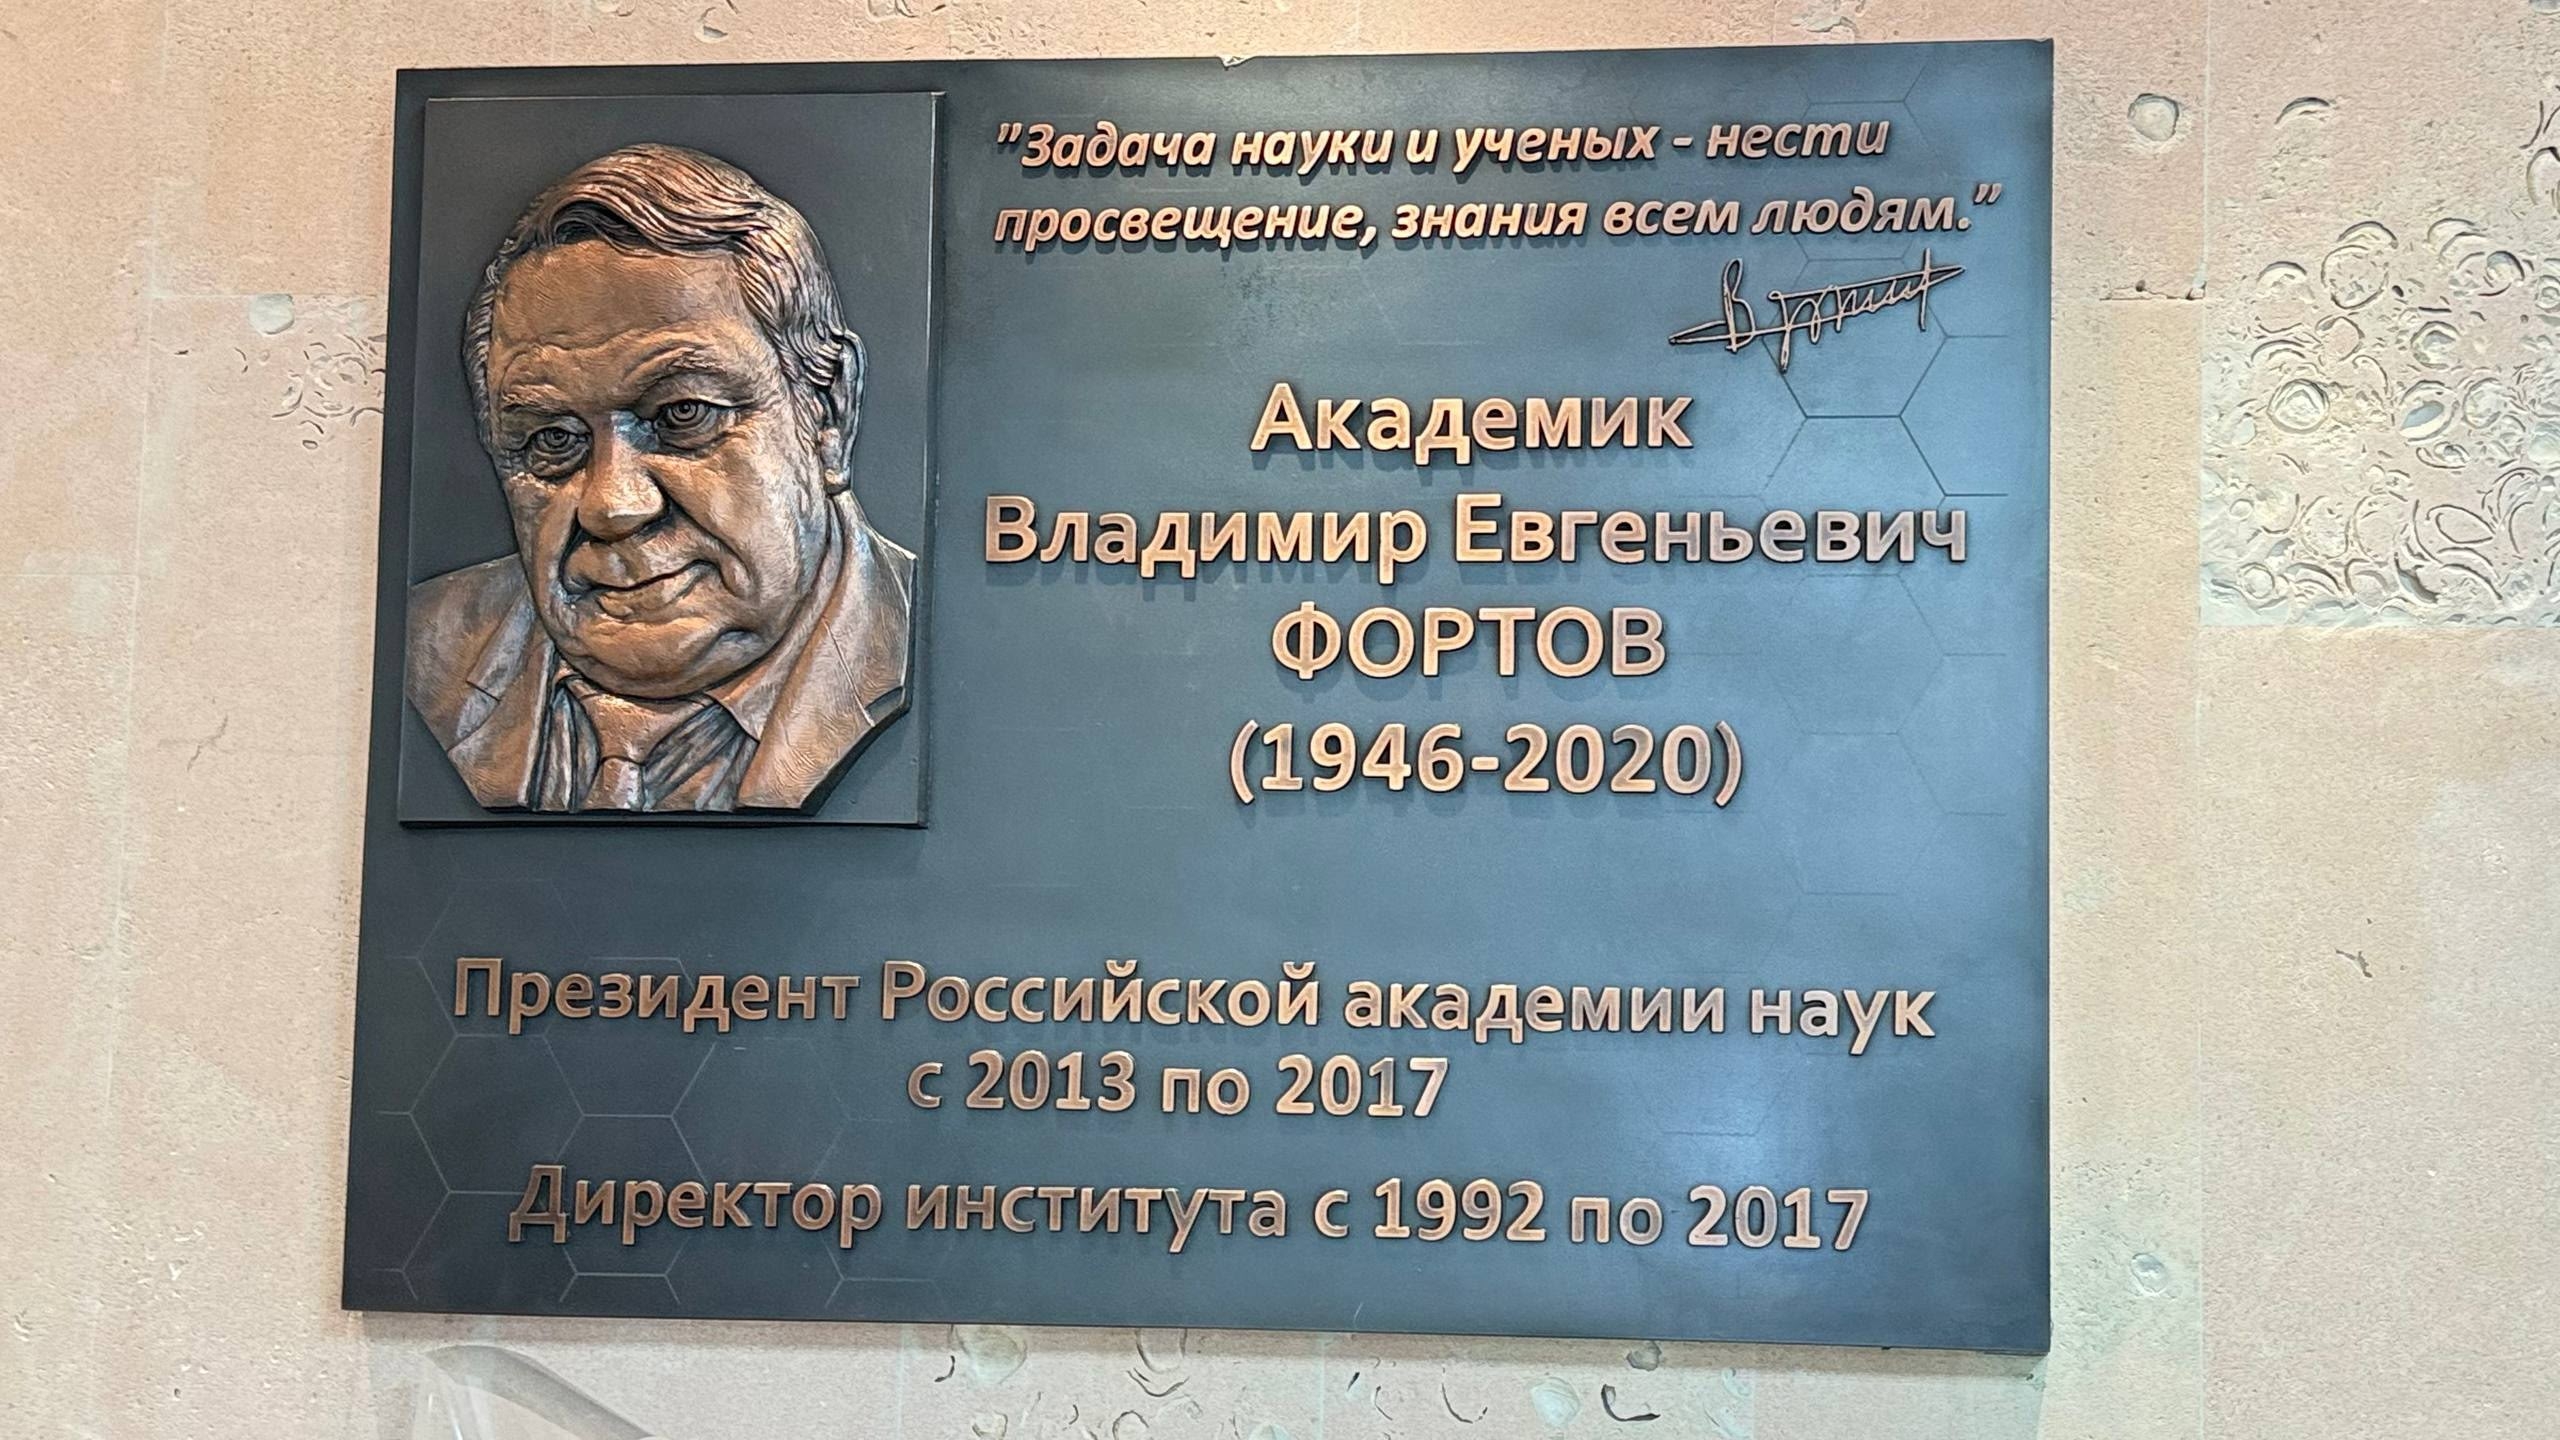 "Задача науки и ученых - нести
просвещение, знания всем людям."
Академик
Владимир Евгеньевич
ФОРТОВ
(1946-2020)
Президент Российской академии наук
с 2013 по 2017
Директор института с 1992 по 2017